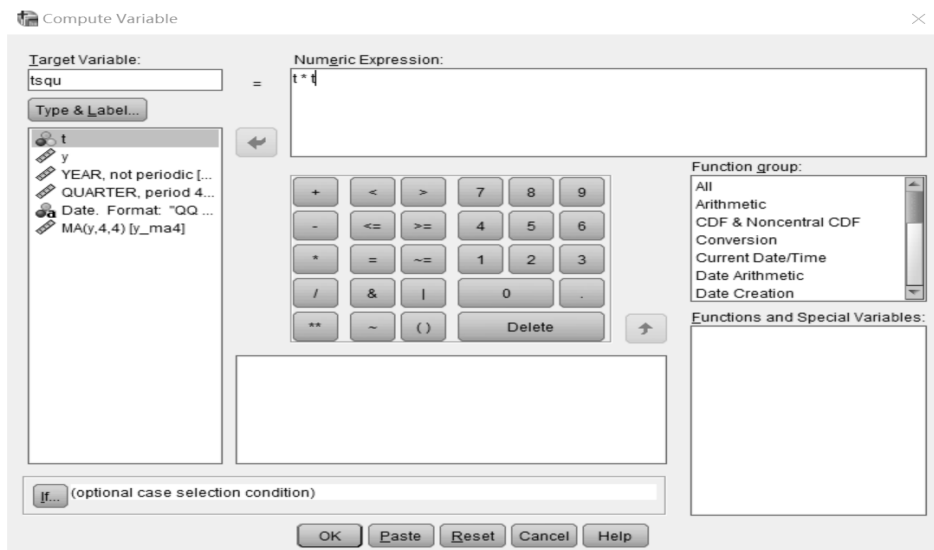 Compute Variable
Target Variable:
tsqu
=
Numeric Expression:
t * t
Type & Label...
t
y
YEAR, not periodic [...
QUARTER, period 4...
Date. Format: "QQ ...
MA(y,4,4) [y_ma4]
+ < > 7 8 9
- <= >= 4 5 6
* = ~= 1 2 3
/ & | 0 .
** ~ ( ) Delete
Function group:
All
Arithmetic
CDF & Noncentral CDF
Conversion
Current Date/Time
Date Arithmetic
Date Creation
Functions and Special Variables:
If... (optional case selection condition)
OK Paste Reset Cancel Help